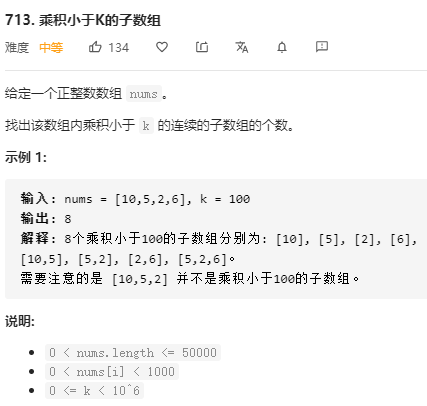 713. 乘积小于K的子数组
难度 中等 134
给定一个正整数数组 nums。
找出该数组内乘积小于 k 的连续的子数组的个数。
示例 1:
输入: nums = [10,5,2,6], k = 100
输出: 8
解释: 8个乘积小于100的子数组分别为: [10], [5], [2], [6],
[10,5], [5,2], [2,6], [5,2,6]。
需要注意的是 [10,5,2] 并不是乘积小于100的子数组。
说明:
0 < nums.length <= 50000
0 < nums[i] < 1000
0 <= k < 10^6